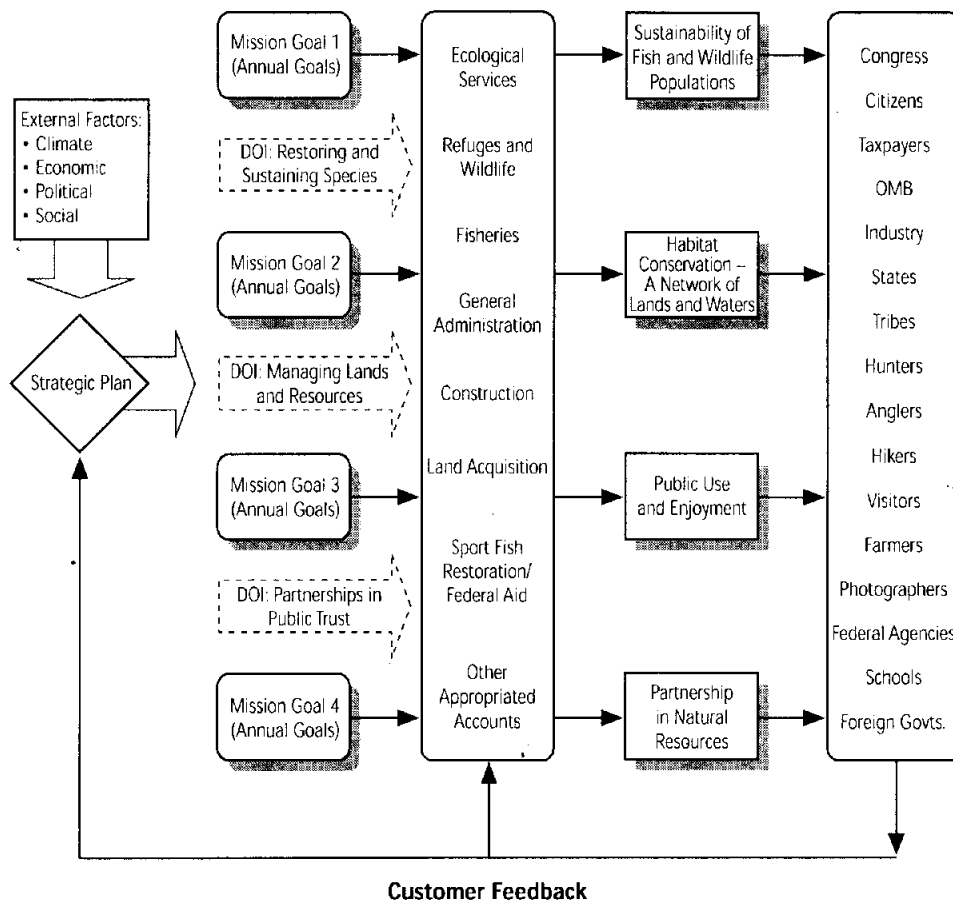 External Factors:
• Climate
• Economic
• Political
• Social
Strategic Plan
Mission Goal 1
(Annual Goals)
DOI: Restoring and
Sustaining Species
Mission Goal 2
(Annual Goals)
DOI: Managing Lands
and Resources
Mission Goal 3
(Annual Goals)
DOI: Partnerships in
Public Trust
Mission Goal 4
(Annual Goals)
Ecological
Services
Refuges and
Wildlife
Fisheries
General
Administration
Construction
Land Acquisition
Sport Fish
Restoration/
Federal Aid
Other
Appropriated
Accounts
Sustainability of
Fish and Wildlife
Populations
Habitat
Conservation –
A Network of
Lands and Waters
Public Use
and Enjoyment
Partnership
in Natural
Resources
Congress
Citizens
Taxpayers
OMB
Industry
States
Tribes
Hunters
Anglers
Hikers
Visitors
Farmers
Photographers
Federal Agencies
Schools
Foreign Govts.
Customer Feedback